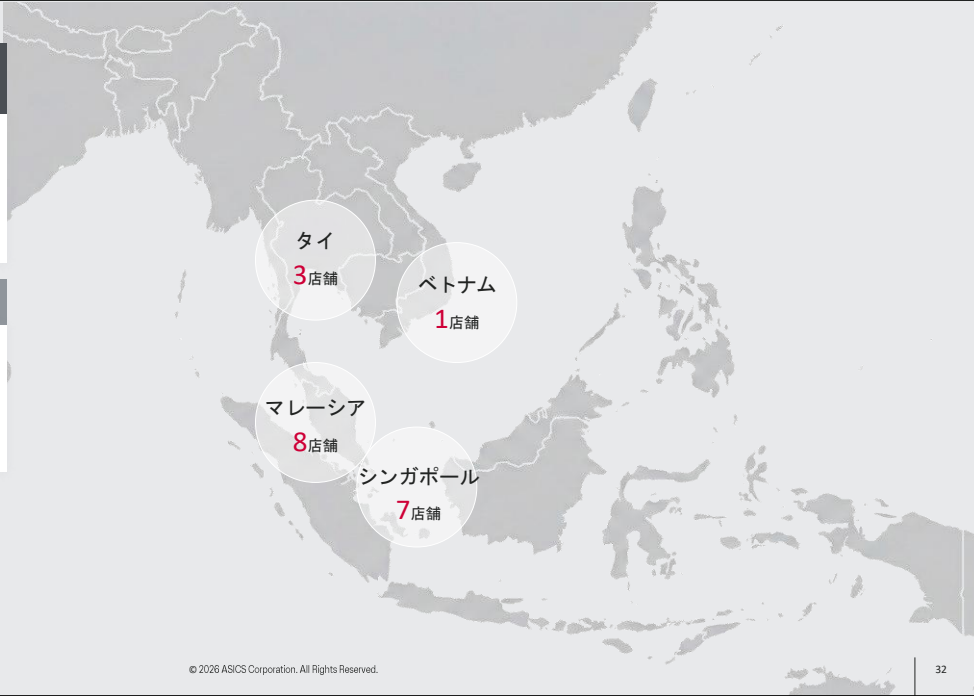 タイ
3店舗
ベトナム
1店舗
マレーシア
8店舗
シンガポール
7店舗
© 2026 ASICS Corporation. All Rights Reserved.
32